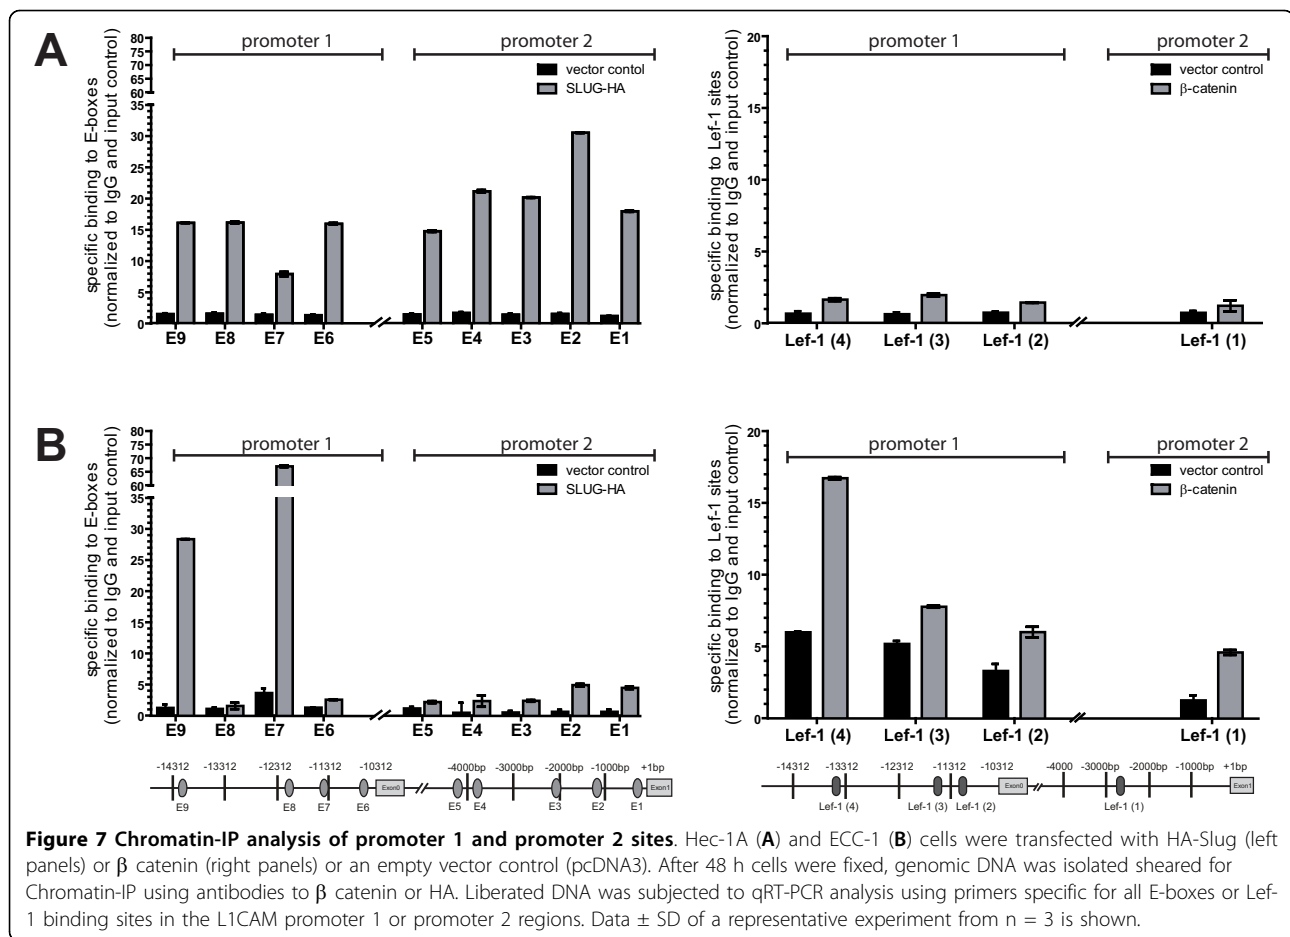 A
promoter 1
promoter 2
vector contol
SLUG-HA
specific binding to E-boxes
(normalized to IgG and input control)
80
75
70
65
60
35
30
25
20
15
10
5
0
E9 E8 E7 E6 E5 E4 E3 E2 E1
promoter 1
promoter 2
vector control
β-catenin
specific binding to Lef-1 sites
(normalized to IgG and input control)
20
15
10
5
0
Lef-1 (4) Lef-1 (3) Lef-1 (2) Lef-1 (1)
B
promoter 1
promoter 2
vector control
SLUG-HA
specific binding to E-boxes
(normalized to IgG and input control)
80
75
70
65
60
35
30
25
20
15
10
5
0
E9 E8 E7 E6 E5 E4 E3 E2 E1
-14312 -13312 -12312 -11312 -10312 -4000bp -3000bp -2000bp -1000bp +1bp
Exon0 Exon1
E9 E8 E7 E6 E5 E4 E3 E2 E1
promoter 1
promoter 2
vector control
β-catenin
specific binding to Lef-1 sites
(normalized to IgG and input control)
20
15
10
5
0
Lef-1 (4) Lef-1 (3) Lef-1 (2) Lef-1 (1)
-14312 -13312 -12312 -11312 -10312 -4000 -3000bp -2000bp -1000bp +1bp
Exon0 Exon1
Lef-1 (4) Lef-1 (3) Lef-1 (2) Lef-1 (1)
Figure 7 Chromatin-IP analysis of promoter 1 and promoter 2 sites. Hec-1A (A) and ECC-1 (B) cells were transfected with HA-Slug (left
panels) or β catenin (right panels) or an empty vector control (pcDNA3). After 48 h cells were fixed, genomic DNA was isolated sheared for
Chromatin-IP using antibodies to β catenin or HA. Liberated DNA was subjected to qRT-PCR analysis using primers specific for all E-boxes or Lef-
1 binding sites in the L1CAM promoter 1 or promoter 2 regions. Data ± SD of a representative experiment from n = 3 is shown.